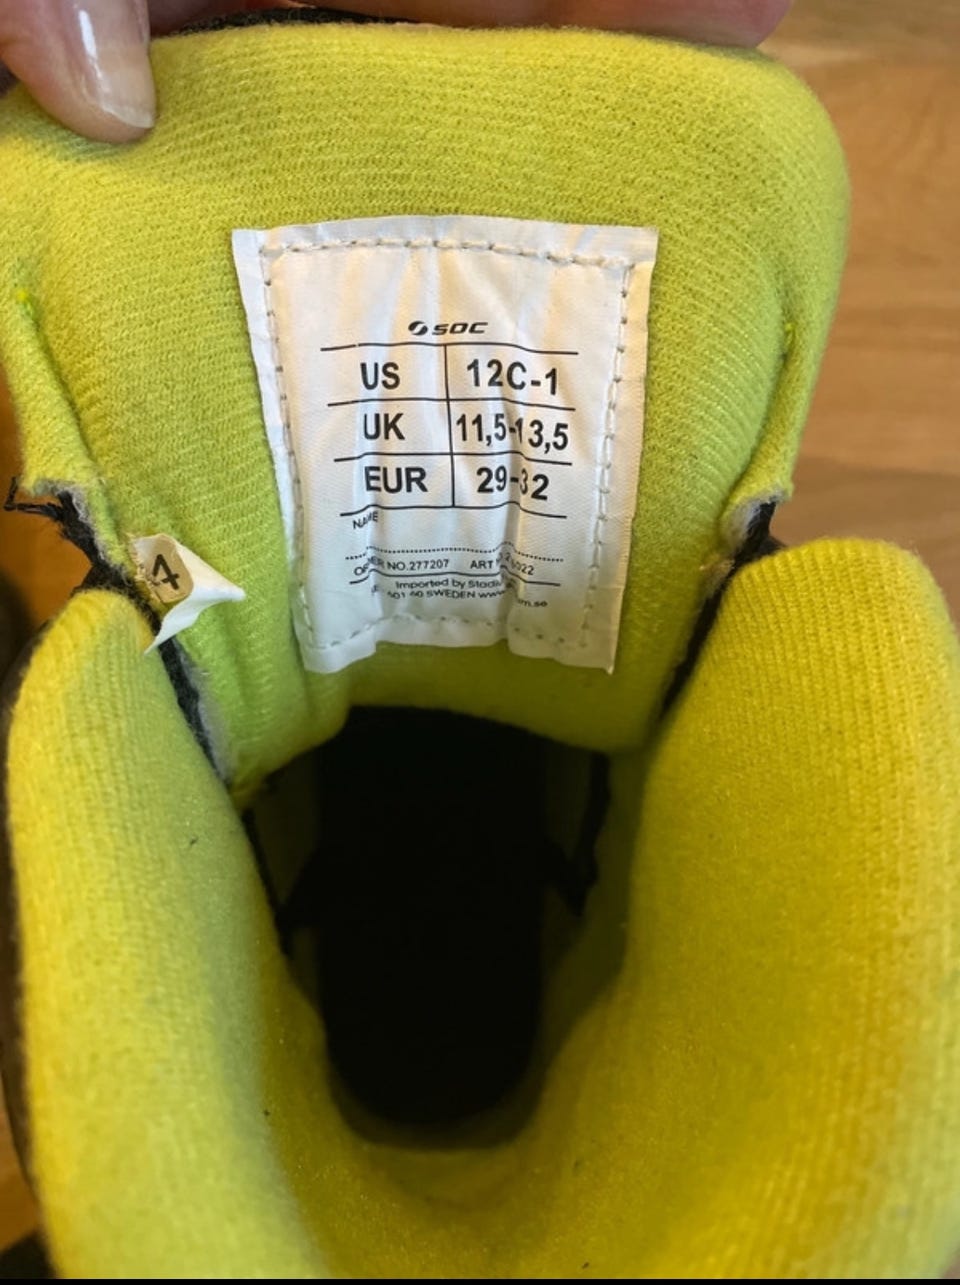 SOC
US 12C-1
UK 11,5-13,5
EUR 29-32
NAME
NO.277207 ART
Imported by
SWEDEN
4